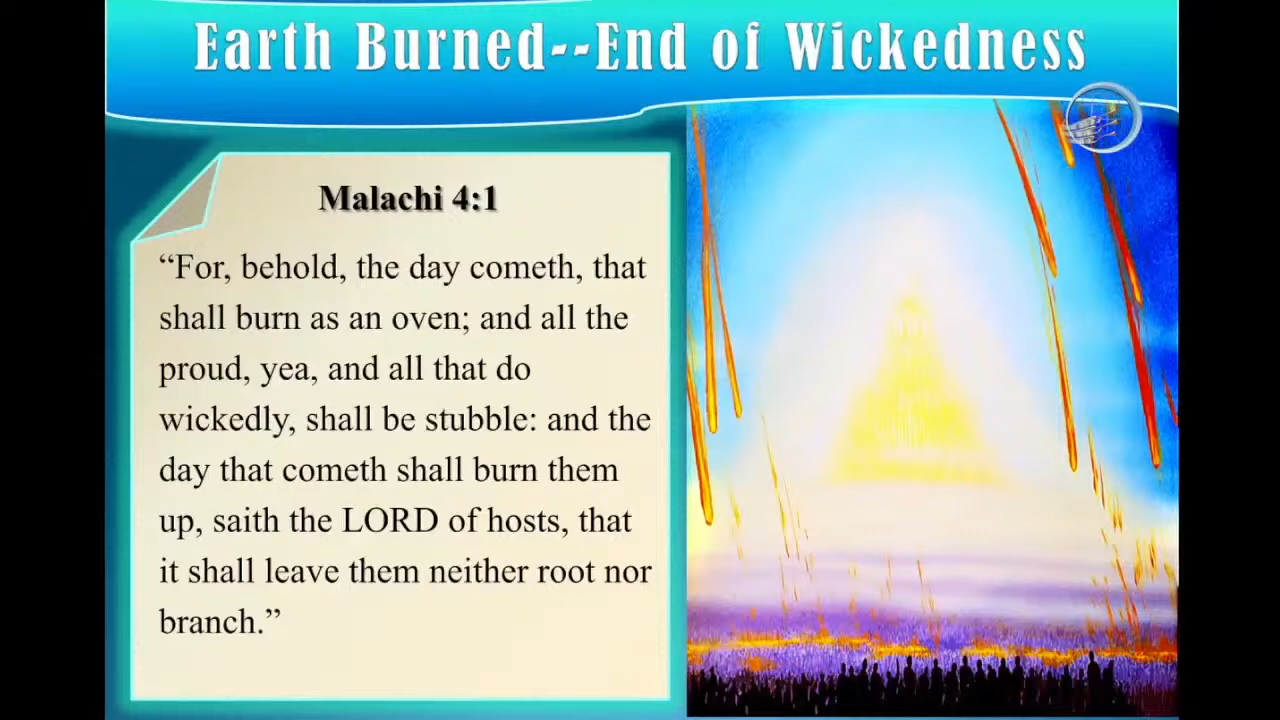 Earth Burned--End of Wickedness
Malachi 4:1
“For, behold, the day cometh, that
shall burn as an oven; and all the
proud, yea, and all that do
wickedly, shall be stubble: and the
day that cometh shall burn them
up, saith the LORD of hosts, that
it shall leave them neither root nor
branch.”